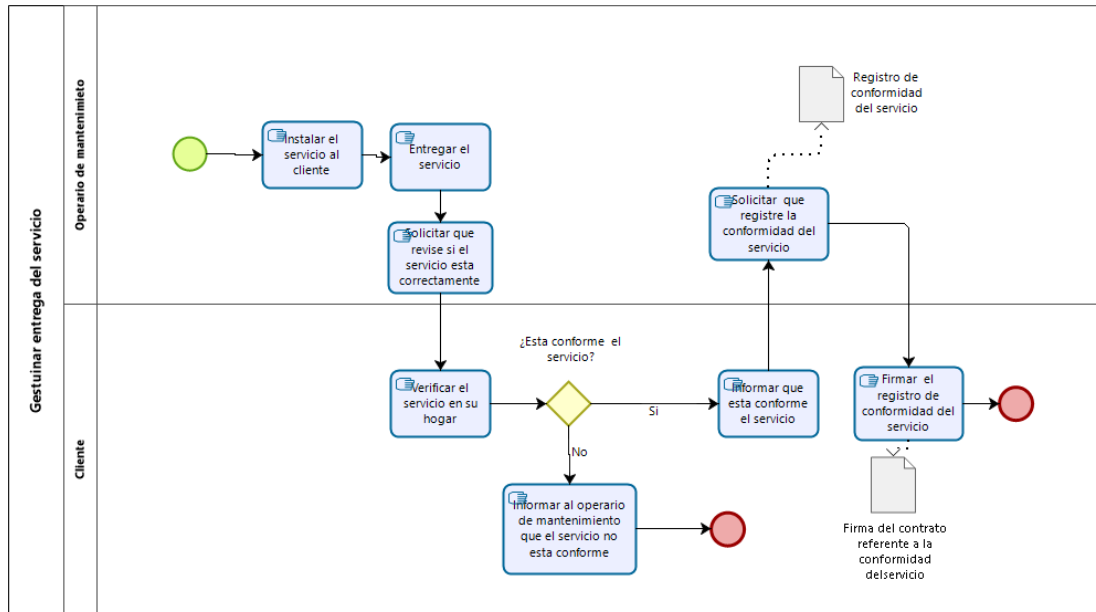 Gestuinar entrega del servicio
Operario de mantenimieto
Instalar el
servicio al
cliente
Entregar el
servicio
Solicitar que
revise si el
servicio esta
correctamente
Registro de
conformidad
del servicio
Solicitar que
registre la
conformidad del
servicio
Cliente
Verificar el
servicio en su
hogar
¿Esta conforme el
servicio?
Si
No
Informar al operario
de mantenimiento
que el servicio no
esta conforme
Informar que
esta conforme
el servicio
Firmar el
registro de
conformidad del
servicio
Firma del contrato
referente a la
conformidad
delservicio